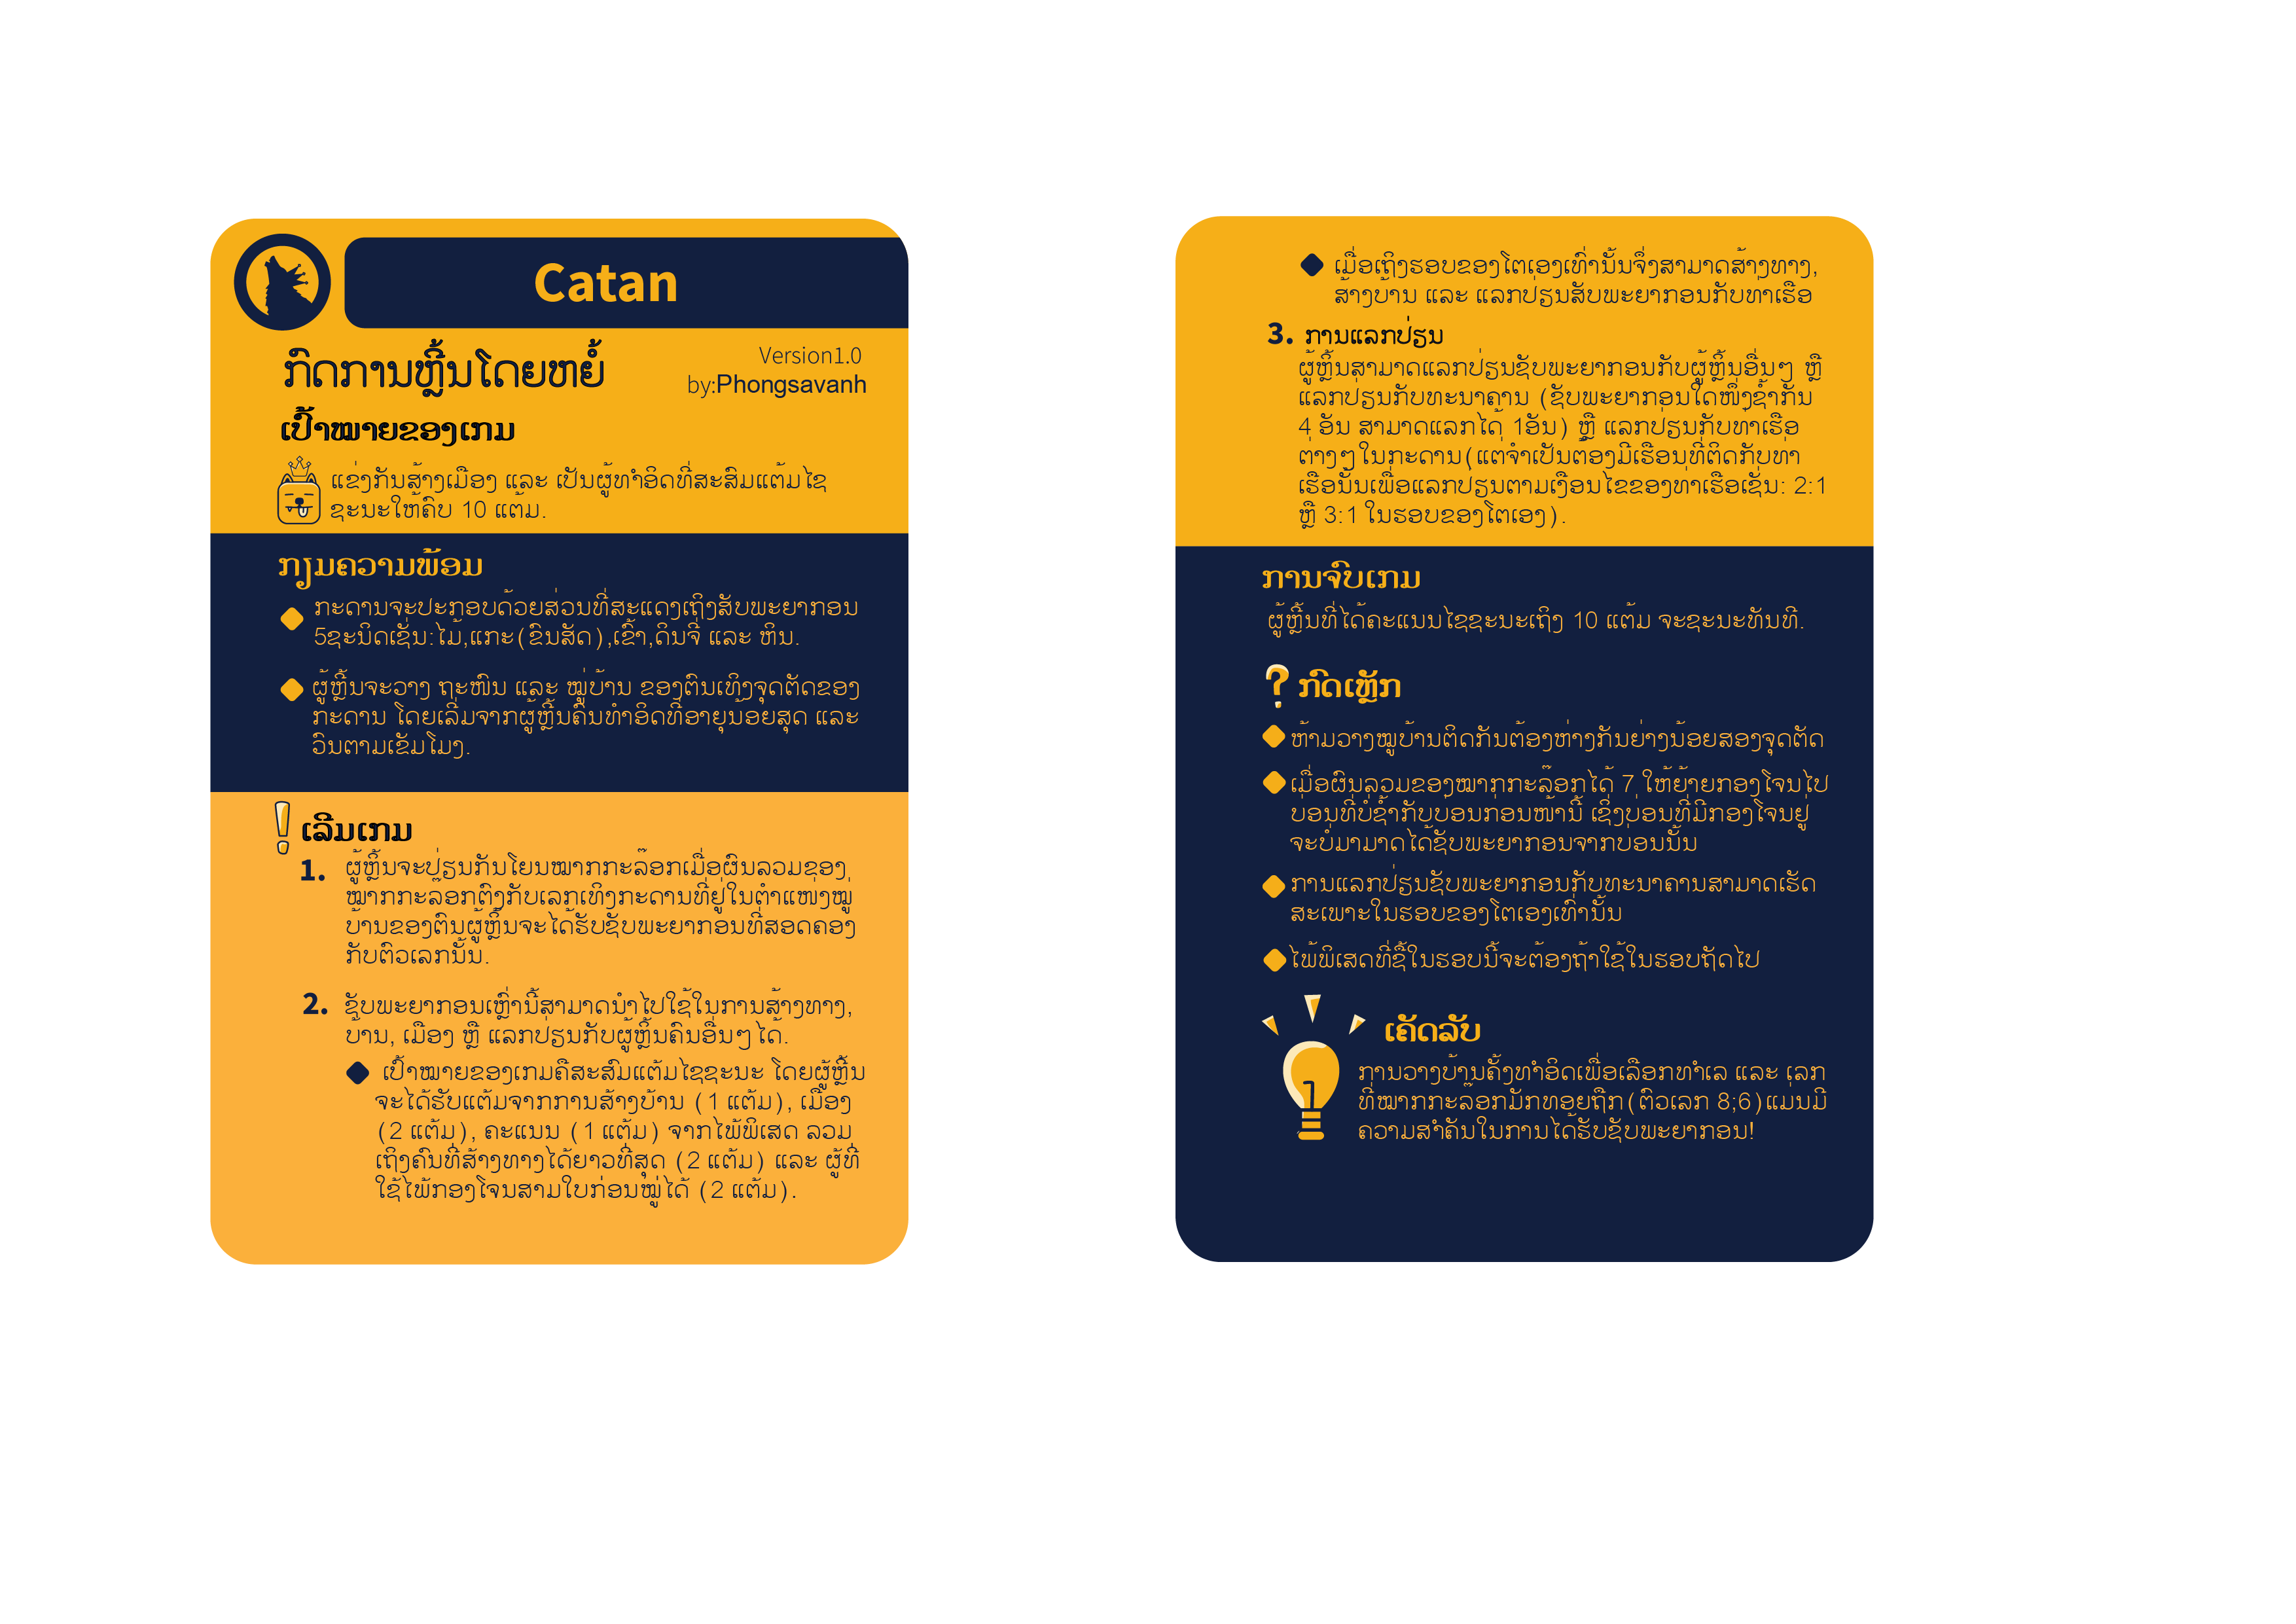 Catan
ກົດການຫຼິ້ນໂດຍຫຍໍ້
Version1.0
by:Phongsavanh
ເປົ້າໝາຍຂອງເກມ
ແຂ່ງກັນສ້າງເມືອງ ແລະ ເປັນຜູ້ທຳອິດທີ່ສະສົມແຕ້ມໄຊ
ຊະນະໃຫ້ຄົບ 10 ແຕ້ມ.
ກຽມຄວາມພ້ອມ
ກະດານຈະປະກອບດ້ວຍສ່ວນທີ່ສະແດງເຖິງສັບພະຍາກອນ
5ຊະນິດເຊັ່ນ:ໄມ້,ແກະ(ຂົນສັດ),ເຂົ້າ,ດິນຈີ່ ແລະ ຫີນ.
ຜູ້ຫຼິ້ນຈະວາງ ຖະໜົນ ແລະ ໝູ່ບ້ານ ຂອງຕົນເທິງຈຸດຕັດຂອງ
ກະດານ ໂດຍເລີ່ມຈາກຜູ້ຫຼິ້ນຄົນທຳອິດທີ່ອາຍຸນ້ອຍສຸດ ແລະ
ວົນຕາມເຂັມໂມງ.
ເລີ່ມເກມ
1. ຜູ້ຫຼິ້ນຈະປ່ຽນກັນໂຍນໝາກກະລ໊ອກເມື່ອຜົນລວມຂອງ
ໝາກກະລ໊ອກຕົງກັບເລກເທິງກະດານທີ່ຢູ່ໃນຕຳແໜ່ງໝູ່
ບ້ານຂອງຕົນຜູ້ຫຼິ້ນຈະໄດ້ຮັບຊັບພະຍາກອນທີ່ສອດຄອງ
ກັບຕົວເລກນັ້ນ.
2. ຊັບພະຍາກອນເຫຼົ່ານີ້ສາມາດນຳໄປໃຊ້ໃນການສ້າງທາງ,
ບ້ານ, ເມືອງ ຫຼື ແລກປ່ຽນກັບຜູ້ຫຼິ້ນຄົນອື່ນໆໄດ້.
ເປົ້າໝາຍຂອງເກມຄືສະສົມແຕ້ມໄຊຊະນະ ໂດຍຜູ້ຫຼິ້ນ
ຈະໄດ້ຮັບແຕ້ມຈາກການສ້າງບ້ານ (1 ແຕ້ມ), ເມືອງ
(2 ແຕ້ມ), ຄະແນນ (1 ແຕ້ມ) ຈາກໄພ້ພິເສດ ລວມ
ເຖິງຄົນທີ່ສ້າງທາງໄດ້ຍາວທີ່ສຸດ (2 ແຕ້ມ) ແລະ ຜູ້ທີ່
ໃຊ້ໄພ້ກອງໂຈນສາມໃບກ່ອນໝູ່ໄດ້ (2 ແຕ້ມ).
ເມື່ອເຖິງຮອບຂອງໂຕເອງເທົ່ານັ້ນຈຶ່ງສາມາດສ້າງທາງ,
ສ້າງບ້ານ ແລະ ແລກປ່ຽນສັບພະຍາກອນກັບທ່າເຮືອ
3. ການແລກປ່ຽນ
ຜູ້ຫຼິ້ນສາມາດແລກປ່ຽນຊັບພະຍາກອນກັບຜູ້ຫຼິ້ນອື່ນໆ ຫຼື
ແລກປ່ຽນກັບທະນາຄານ (ຊັບພະຍາກອນໃດໜຶ່ງຊ້ຳກັນ
4 ອັນ ສາມາດແລກໄດ້ 1ອັນ) ຫຼື ແລກປ່ຽນກັບທ່າເຮືອ
ຕ່າງໆໃນກະດານ(ແຕ່ຈຳເປັນຕ້ອງມີເຮືອນທີ່ຕິດກັບທ່າ
ເຮືອນັ້ນເພື່ອແລກປ່ຽນຕາມເງື່ອນໄຂຂອງທ່າເຮືອເຊັ່ນ: 2:1
ຫຼື 3:1 ໃນຮອບຂອງໂຕເອງ).
ການຈົບເກມ
ຜູ້ຫຼິ້ນທີ່ໄດ້ຄະແນນໄຊຊະນະເຖິງ 10 ແຕ້ມ ຈະຊະນະທັນທີ.
ກົດເຫຼັກ
ຫ້າມວາງໝູບ້ານຕິດກັນຕ້ອງຫ່າງກັນຢ່າງນ້ອຍສອງຈຸດຕັດ
ເມື່ອຜົນລວມຂອງໝາກກະລ໊ອກໄດ້ 7 ໃຫ້ຍ້າຍກອງໂຈນໄປ
ບ່ອນທີ່ບໍ່ຊ້ຳກັບບ່ອນກ່ອນໜ້ານີ້ ເຊິ່ງບ່ອນທີ່ມີກອງໂຈນຢູ່
ຈະບໍ່ມາມາດໄດ້ຊັບພະຍາກອນຈາກບ່ອນນັ້ນ
ການແລກປ່ຽນຊັບພະຍາກອນກັບທະນາຄານສາມາດເຮັດ
ສະເພາະໃນຮອບຂອງໂຕເອງເທົ່ານັ້ນ
ໄພ້ພິເສດທີ່ຊື້ໃນຮອບນີ້ຈະຕ້ອງຖ້າໃຊ້ໃນຮອບຖັດໄປ
ເຄັດລັບ
ການວາງບ້ານຄັ້ງທຳອິດເພື່ອເລືອກທຳເລ ແລະ ເລກ
ທີ່ໝາກກະລ໊ອກມັກທອຍຖືກ(ຕົວເລກ 8;6)ແມ່ນມີ
ຄວາມສຳຄັນໃນການໄດ້ຮັບຊັບພະຍາກອນ!